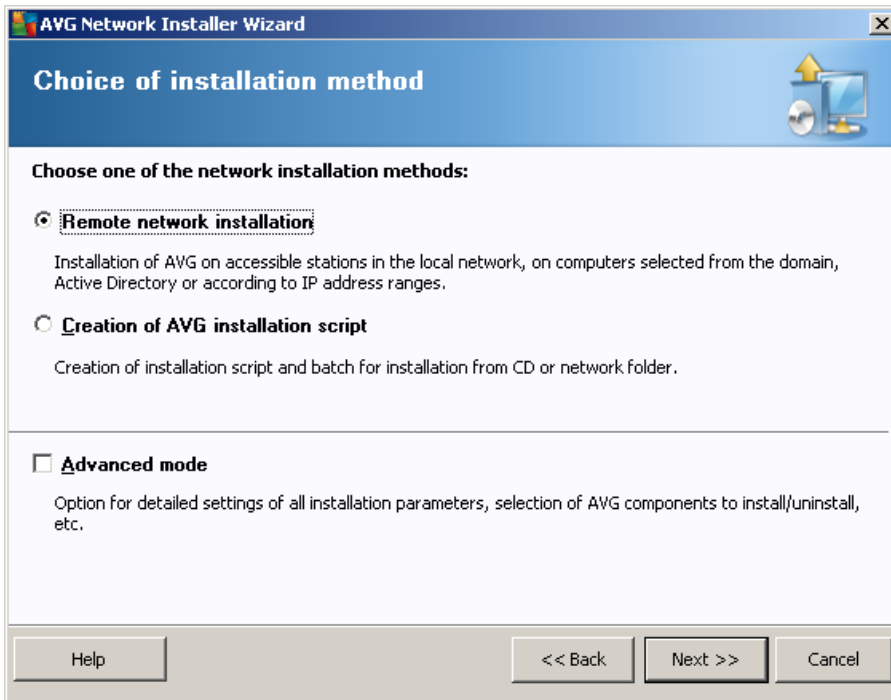 AVG Network Installer Wizard
Choice of installation method
Choose one of the network installation methods:
Remote network installation
Installation of AVG on accessible stations in the local network, on computers selected from the domain,
Active Directory or according to IP address ranges.
Creation of AVG installation script
Creation of installation script and batch for installation from CD or network folder.
Advanced mode
Option for detailed settings of all installation parameters, selection of AVG components to install/uninstall,
etc.
Help
<< Back
Next >>
Cancel